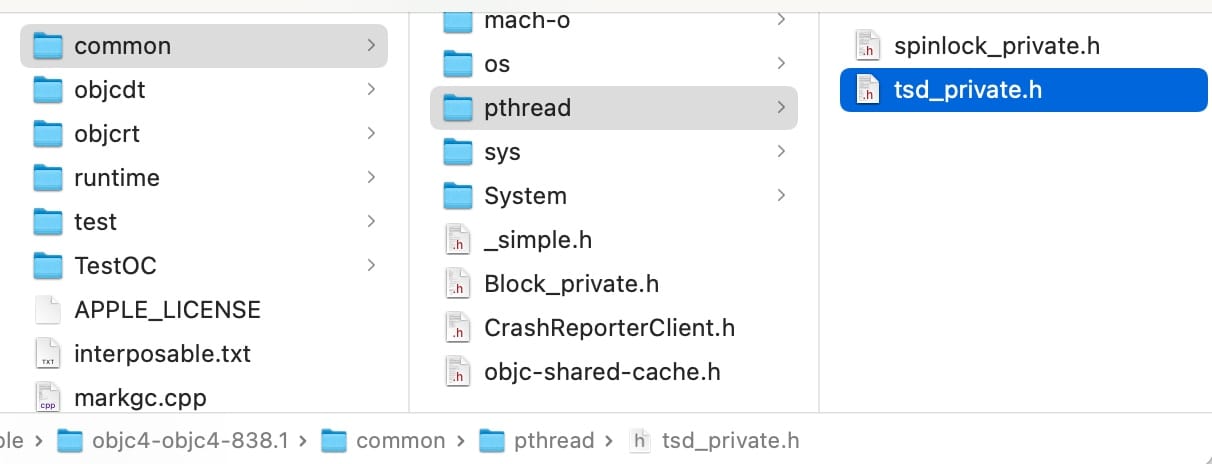 common
objcdt
objcrt
runtime
test
TestOC
APPLE_LICENSE
interposable.txt
markgc.cpp
mach-o
os
pthread
sys
System
_simple.h
Block_private.h
CrashReporterClient.h
objc-shared-cache.h
spinlock_private.h
tsd_private.h
objc4-objc4-838.1 › common › pthread › tsd_private.h